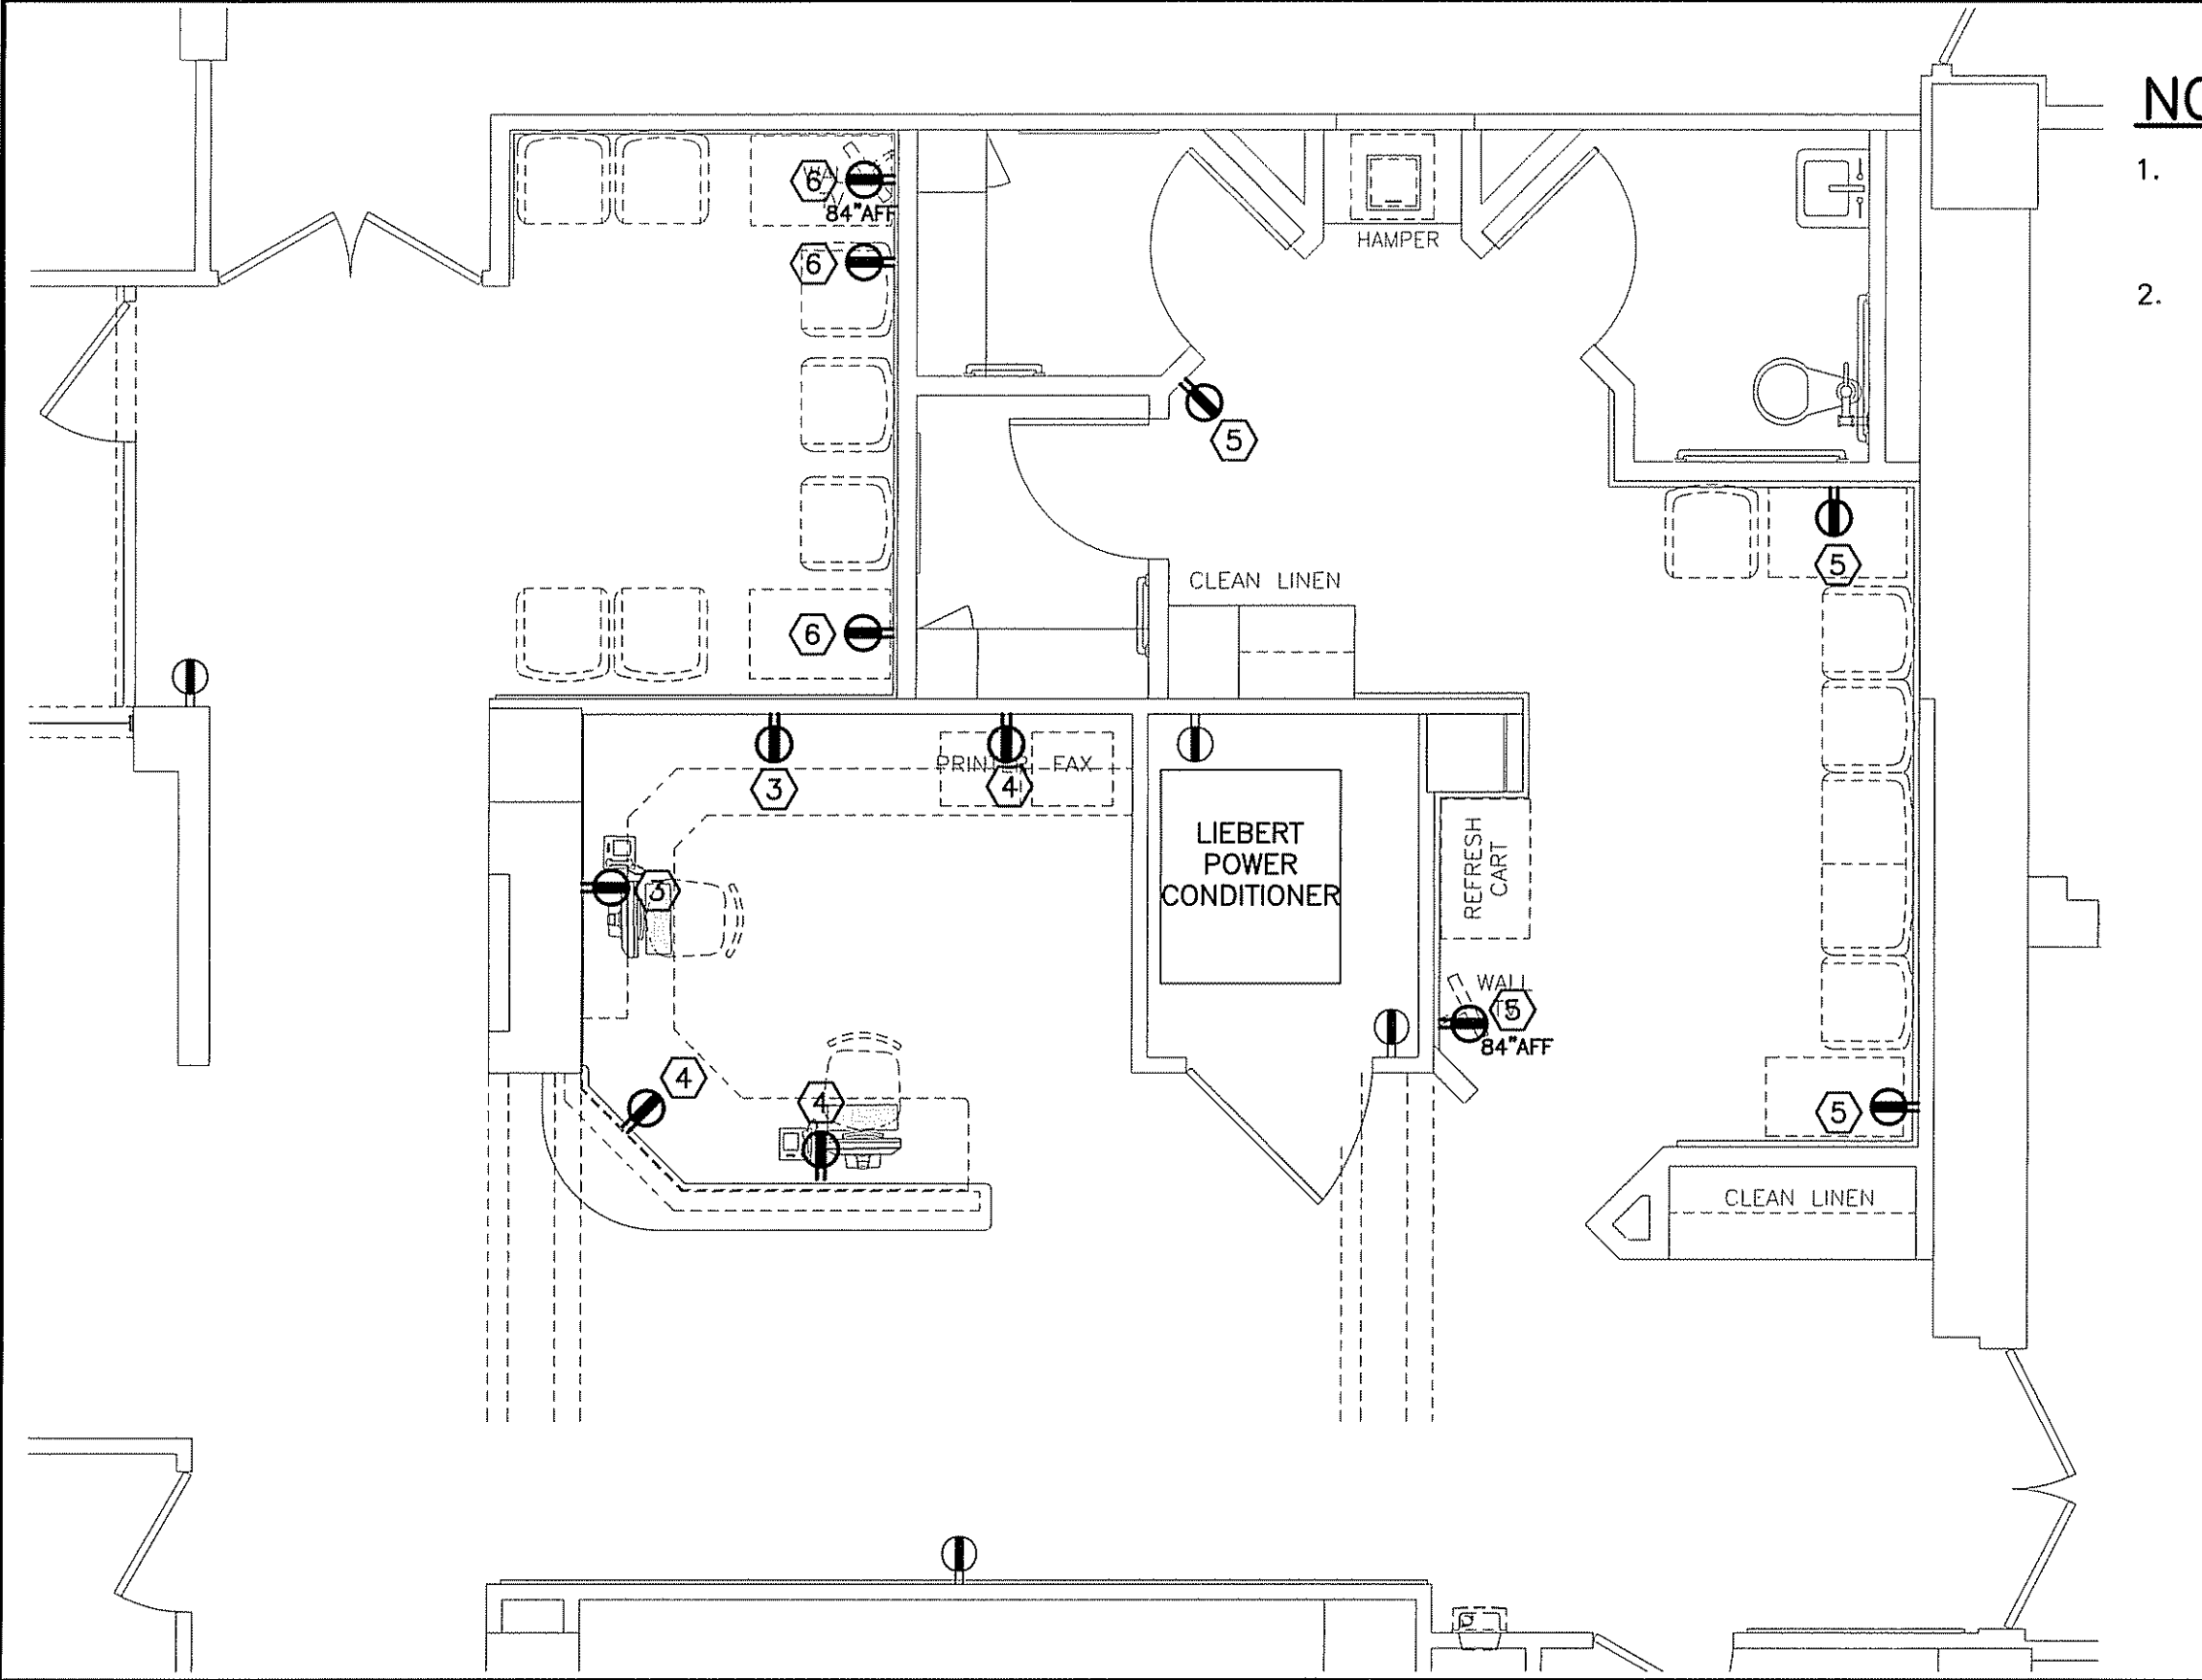 NO
1.
2.
6
84"AFF
6
HAMPER
5
5
CLEAN LINEN
6
3
PRINTER
4
FAX
LIEBERT
POWER
CONDITIONER
REFRESH
CART
3
WALL
5
84"AFF
4
4
5
CLEAN LINEN